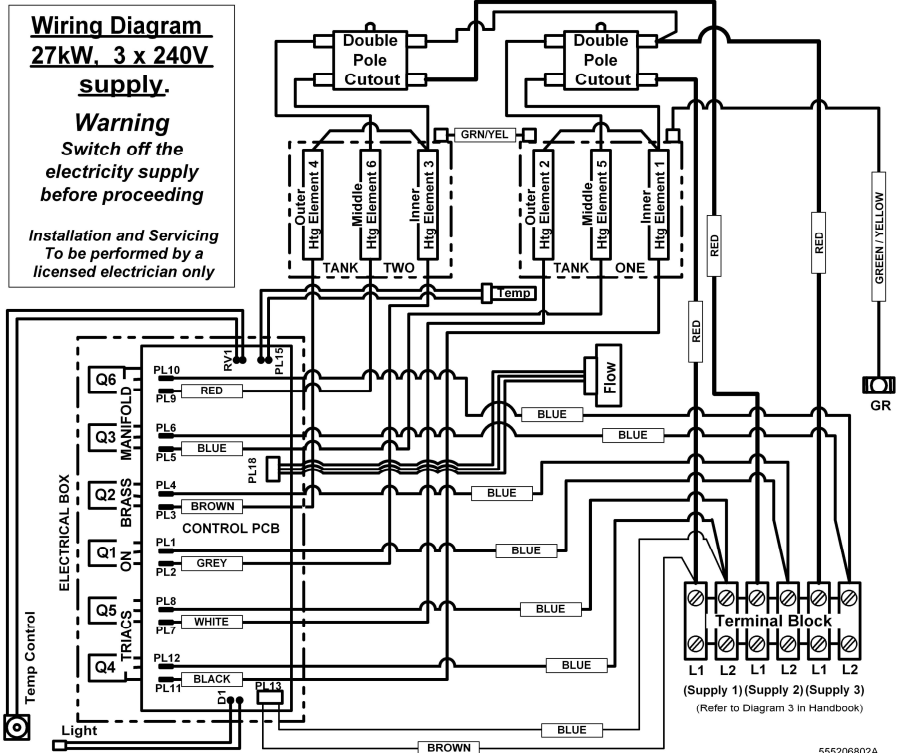 Wiring Diagram
27kW, 3 x 240V
supply.
Warning
Switch off the
electricity supply
before proceeding
Installation and Servicing
To be performed by a
licensed electrician only
Double
Pole
Cutout
Double
Pole
Cutout
GRN/YEL
Outer
Htg Element 4
Middle
Htg Element 6
Inner
Htg Element 3
TANK TWO
Outer
Htg Element 2
Middle
Htg Element 5
Inner
Htg Element 1
TANK ONE
RED
RED
RED
GREEN / YELLOW
GR
Temp
Flow
RV1
PL15
ELECTRICAL BOX
TRIACS ON BRASS MANIFOLD
Q6
Q3
Q2
Q1
Q5
Q4
PL10
PL9
RED
PL6
PL5
BLUE
PL18
PL4
PL3
BROWN
CONTROL PCB
PL1
PL2
GREY
PL8
PL7
WHITE
PL12
PL11
BLACK
D1
PL13
BLUE
BLUE
BLUE
BLUE
BLUE
BLUE
BLUE
BROWN
Temp Control
Light
Terminal Block
L1 L2 L1 L2 L1 L2
(Supply 1) (Supply 2) (Supply 3)
(Refer to Diagram 3 in Handbook)
555206802A